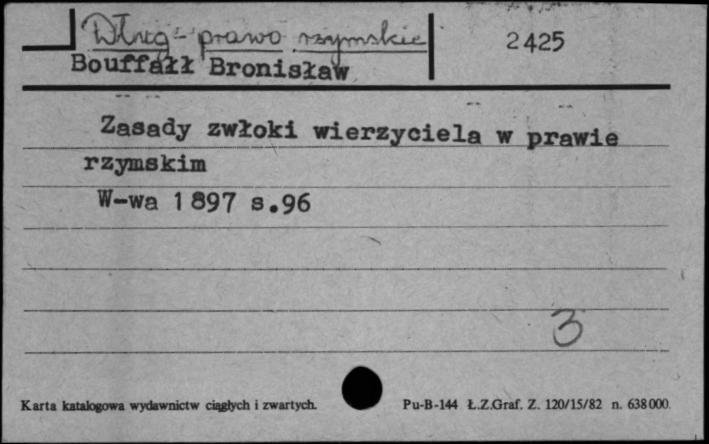 Dług - prawo rzymskie
2425
Bouffałł Bronisław
Zasady zwłoki wierzyciela w prawie
rzymskim
W-wa 1897 s.96
3
Karta katalogowa wydawnictw ciągłych i zwartych.
Pu-B-144 Ł.Z.Graf. Z. 120/15/82 n. 638000.